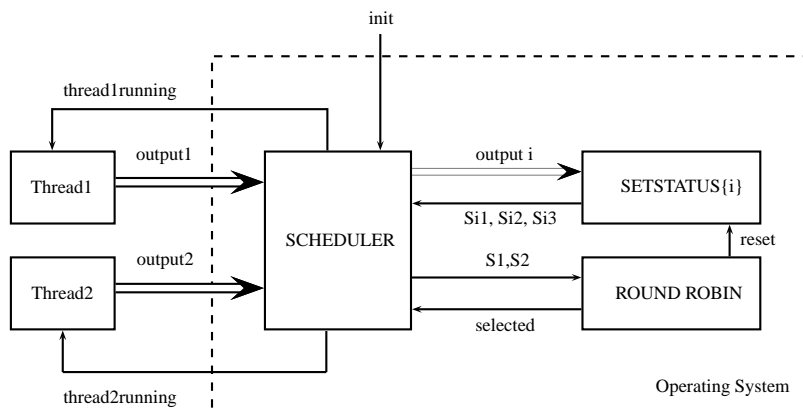 init
thread1running
output1
Thread1
output i
SETSTATUS{i}
Si1, Si2, Si3
SCHEDULER
reset
output2
S1,S2
Thread2
ROUND ROBIN
selected
Operating System
thread2running